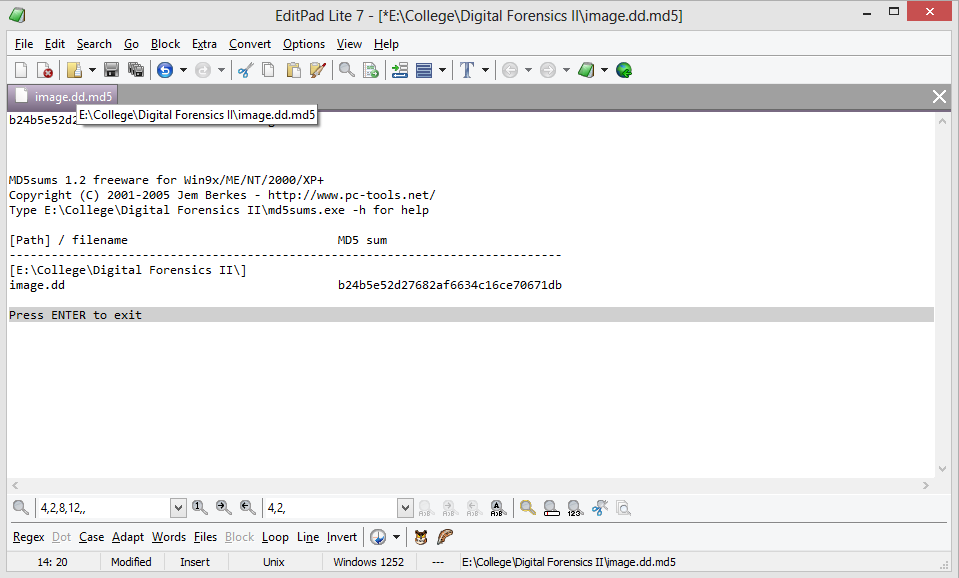 EditPad Lite 7 - [*E:\College\Digital Forensics II\image.dd.md5]
File Edit Search Go Block Extra Convert Options View Help
image.dd.md5
E:\College\Digital Forensics II\image.dd.md5
b24b5e52d2
MD5sums 1.2 freeware for Win9x/ME/NT/2000/XP+
Copyright (C) 2001-2005 Jem Berkes - http://www.pc-tools.net/
Type E:\College\Digital Forensics II\md5sums.exe -h for help
[Path] / filename MD5 sum
-------------------------------------------------------------------------------
[E:\College\Digital Forensics II\]
image.dd b24b5e52d27682af6634c16ce70671db
Press ENTER to exit
4,2,8,12,, 4,2,
Regex Dot Case Adapt Words Files Block Loop Line Invert
14: 20 Modified Insert Unix Windows 1252 --- E:\College\Digital Forensics II\image.dd.md5